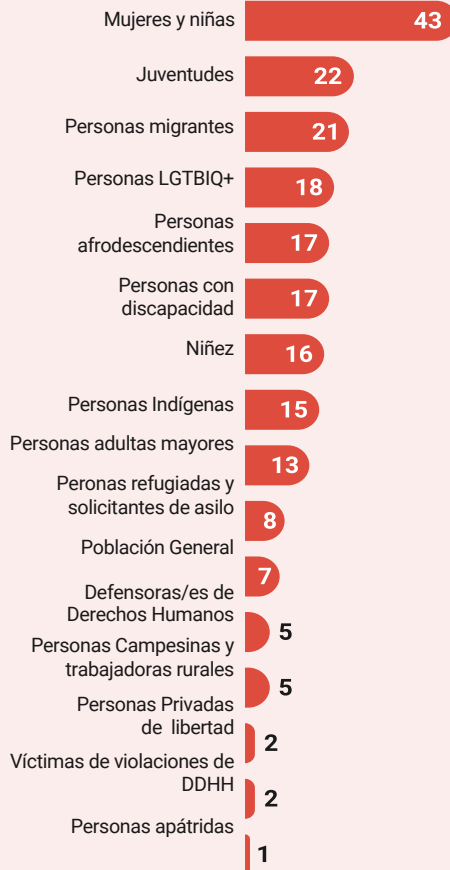 Mujeres y niñas 43
Juventudes 22
Personas migrantes 21
Personas LGTBIQ+ 18
Personas
afrodescendientes 17
Personas con
discapacidad 17
Niñez 16
Personas Indígenas 15
Personas adultas mayores 13
Peronas refugiadas y
solicitantes de asilo 8
Población General 7
Defensoras/es de
Derechos Humanos 5
Personas Campesinas y
trabajadoras rurales 5
Personas Privadas
de libertad 2
Víctimas de violaciones de
DDHH 2
Personas apátridas 1